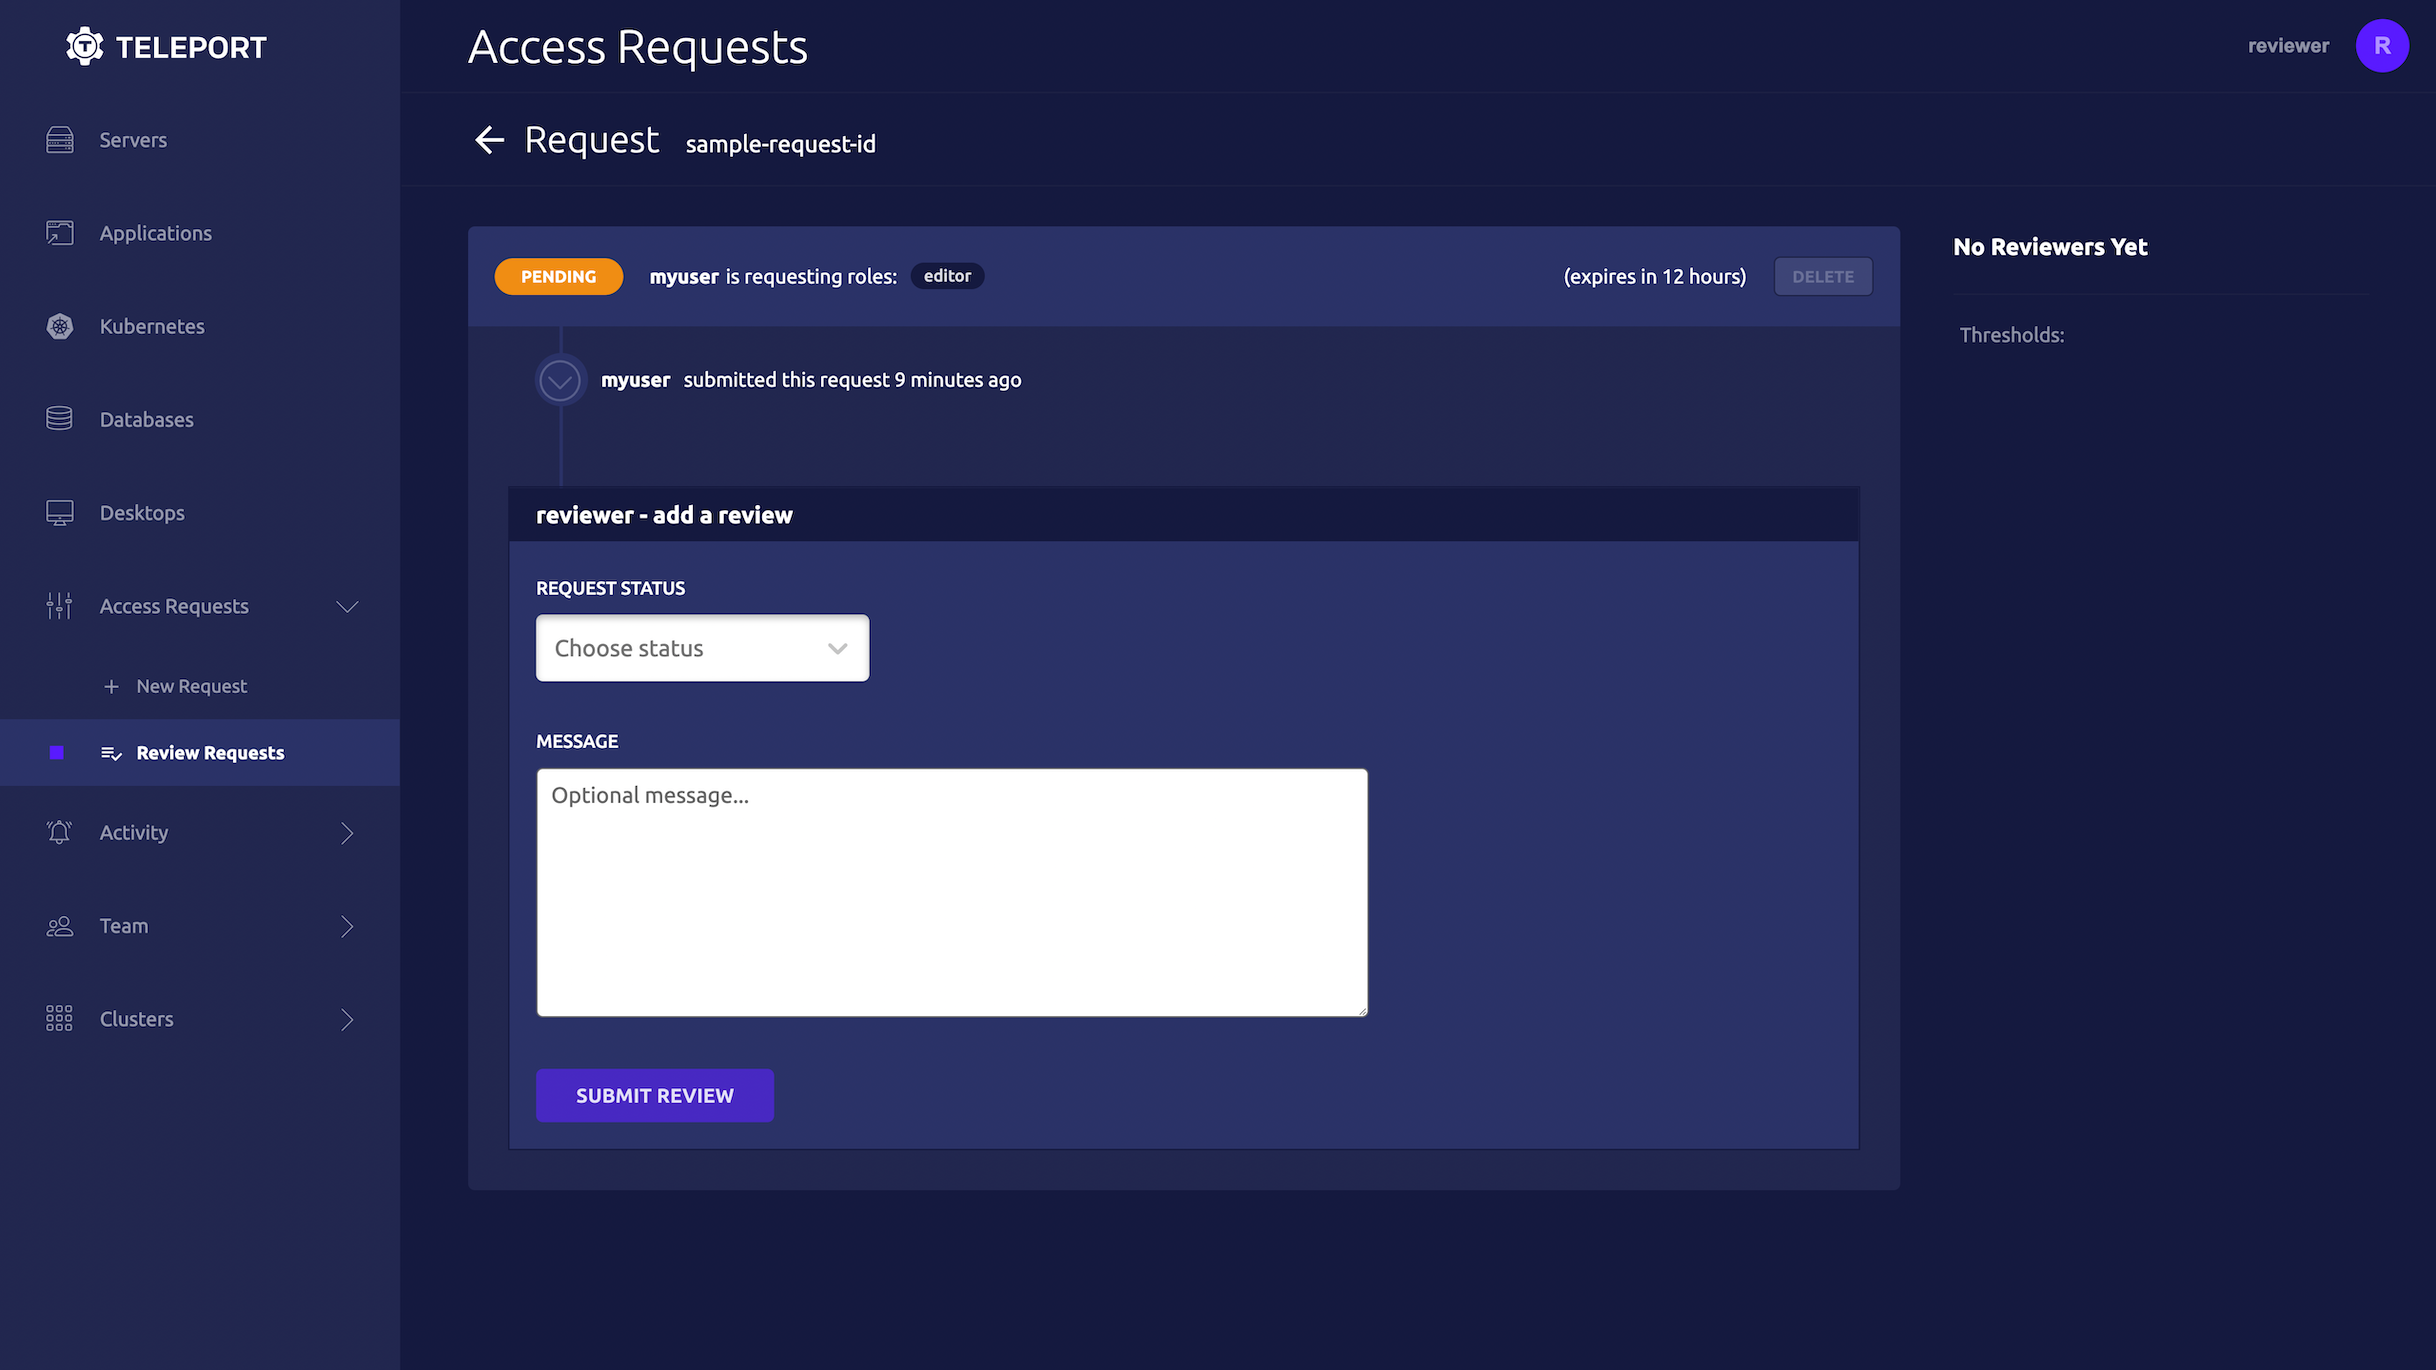 TELEPORT
Servers
Applications
Kubernetes
Databases
Desktops
Access Requests
New Request
Review Requests
Activity
Team
Clusters
Access Requests
reviewer R
Request sample-request-id
PENDING myuser is requesting roles: editor (expires in 12 hours) DELETE
myuser submitted this request 9 minutes ago
reviewer - add a review
REQUEST STATUS
Choose status
MESSAGE
Optional message...
SUBMIT REVIEW
No Reviewers Yet
Thresholds: